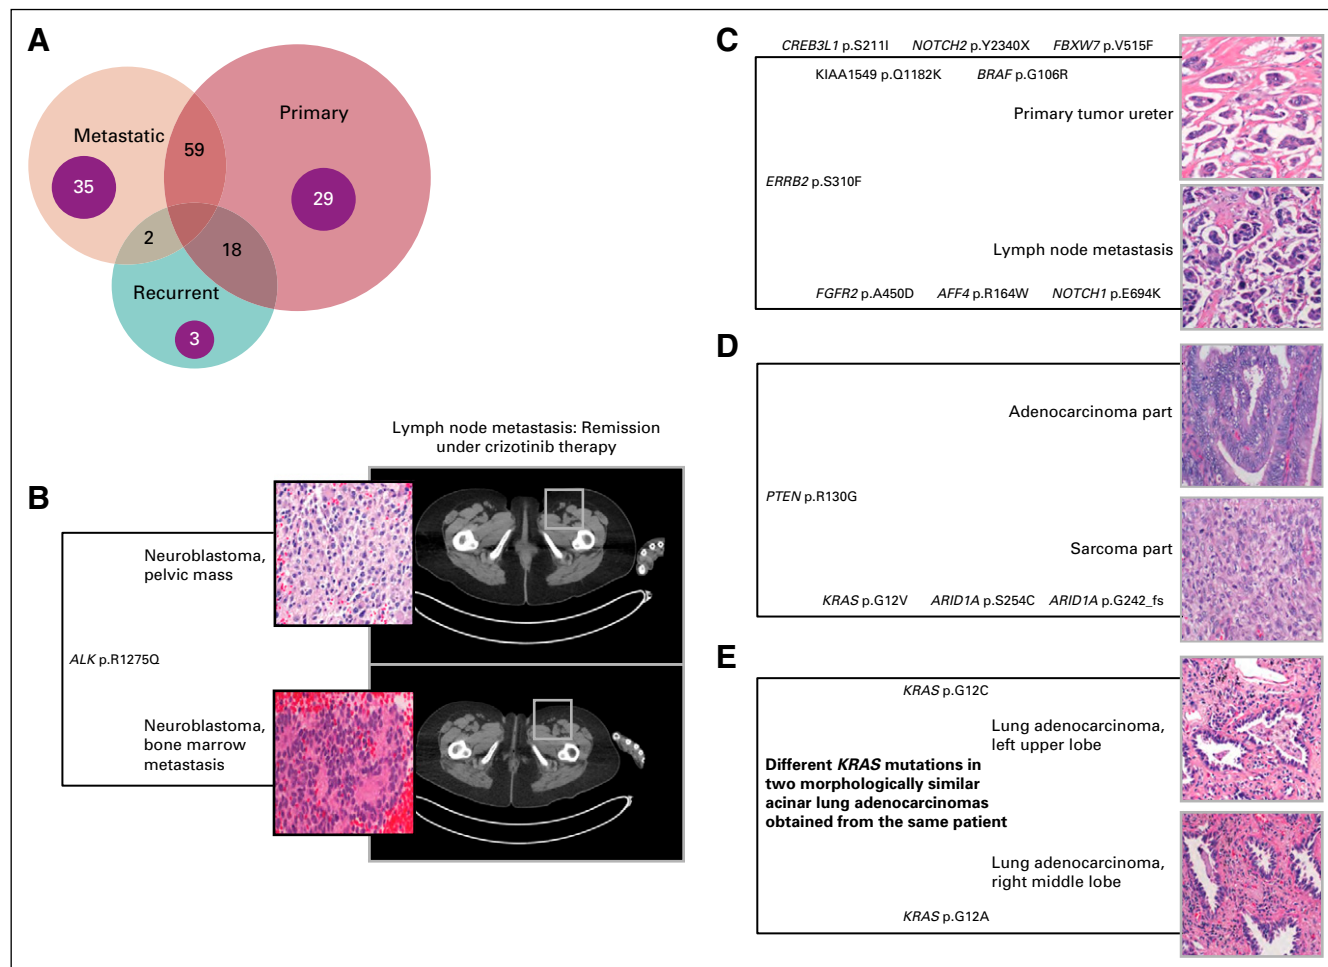 A
Metastatic
Primary
59
35
29
2
18
Recurrent
3
B
Lymph node metastasis: Remission
under crizotinib therapy
Neuroblastoma,
pelvic mass
ALK p.R1275Q
Neuroblastoma,
bone marrow
metastasis
C
CREB3L1 p.S211I NOTCH2 p.Y2340X FBXW7 p.V515F
KIAA1549 p.Q1182K BRAF p.G106R
Primary tumor ureter
ERRB2 p.S310F
Lymph node metastasis
FGFR2 p.A450D AFF4 p.R164W NOTCH1 p.E694K
D
Adenocarcinoma part
PTEN p.R130G
Sarcoma part
KRAS p.G12V ARID1A p.S254C ARID1A p.G242_fs
E
KRAS p.G12C
Lung adenocarcinoma,
left upper lobe
Different KRAS mutations in
two morphologically similar
acinar lung adenocarcinomas
obtained from the same patient
Lung adenocarcinoma,
right middle lobe
KRAS p.G12A